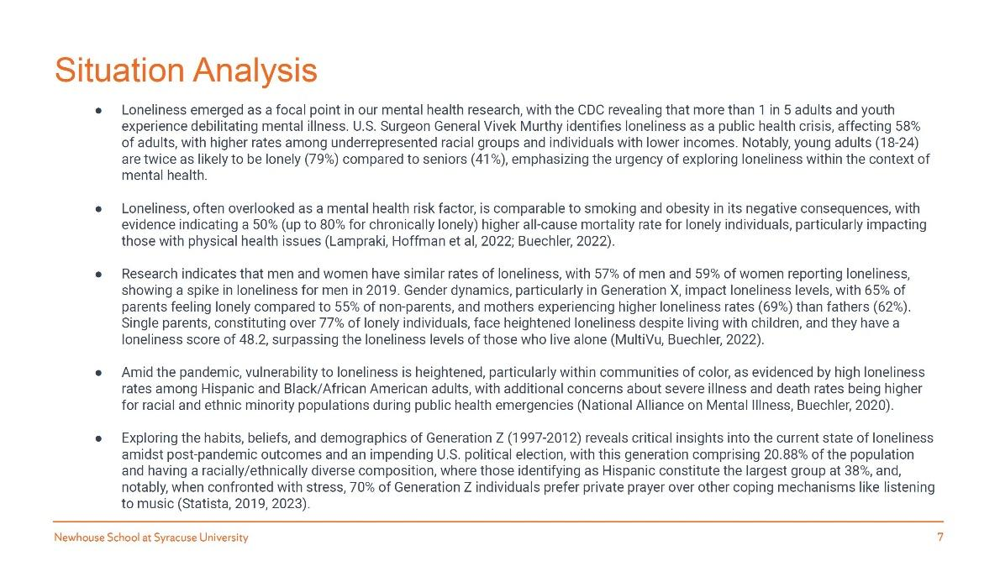 Situation Analysis
● Loneliness emerged as a focal point in our mental health research, with the CDC revealing that more than 1 in 5 adults and youth
experience debilitating mental illness. U.S. Surgeon General Vivek Murthy identifies loneliness as a public health crisis, affecting 58%
of adults, with higher rates among underrepresented racial groups and individuals with lower incomes. Notably, young adults (18-24)
are twice as likely to be lonely (79%) compared to seniors (41%), emphasizing the urgency of exploring loneliness within the context of
mental health.
● Loneliness, often overlooked as a mental health risk factor, is comparable to smoking and obesity in its negative consequences, with
evidence indicating a 50% (up to 80% for chronically lonely) higher all-cause mortality rate for lonely individuals, particularly impacting
those with physical health issues (Lampraki, Hoffman et al, 2022; Buechler, 2022).
● Research indicates that men and women have similar rates of loneliness, with 57% of men and 59% of women reporting loneliness,
showing a spike in loneliness for men in 2019. Gender dynamics, particularly in Generation X, impact loneliness levels, with 65% of
parents feeling lonely compared to 55% of non-parents, and mothers experiencing higher loneliness rates (69%) than fathers (62%).
Single parents, constituting over 77% of lonely individuals, face heightened loneliness despite living with children, and they have a
loneliness score of 48.2, surpassing the loneliness levels of those who live alone (MultiVu, Buechler, 2022).
● Amid the pandemic, vulnerability to loneliness is heightened, particularly within communities of color, as evidenced by high loneliness
rates among Hispanic and Black/African American adults, with additional concerns about severe illness and death rates being higher
for racial and ethnic minority populations during public health emergencies (National Alliance on Mental Illness, Buechler, 2020).
● Exploring the habits, beliefs, and demographics of Generation Z (1997-2012) reveals critical insights into the current state of loneliness
amidst post-pandemic outcomes and an impending U.S. political election, with this generation comprising 20.88% of the population
and having a racially/ethnically diverse composition, where those identifying as Hispanic constitute the largest group at 38%, and,
notably, when confronted with stress, 70% of Generation Z individuals prefer private prayer over other coping mechanisms like listening
to music (Statista, 2019, 2023).
Newhouse School at Syracuse University
7